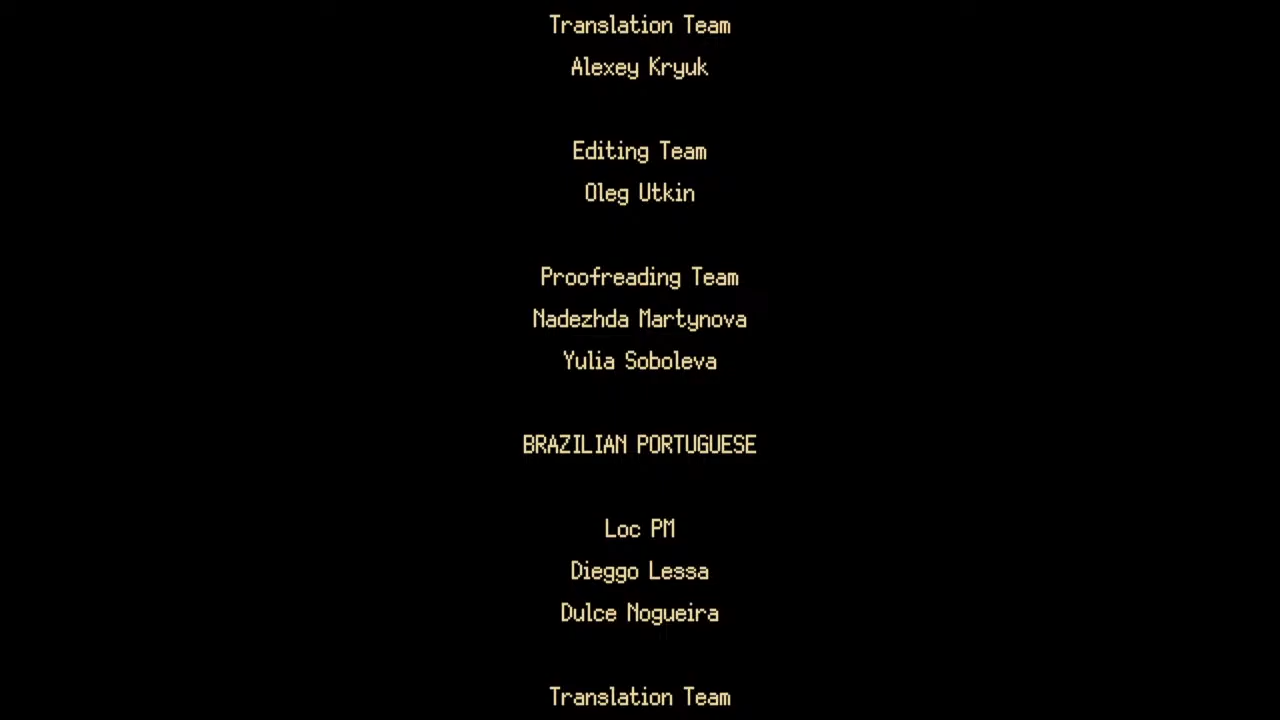 Translation Team
Alexey Kryuk
Editing Team
Oleg Utkin
Proofreading Team
Nadezhda Martynova
Yulia Soboleva
BRAZILIAN PORTUGUESE
Loc PM
Dieggo Lessa
Dulce Nogueira
Translation Team